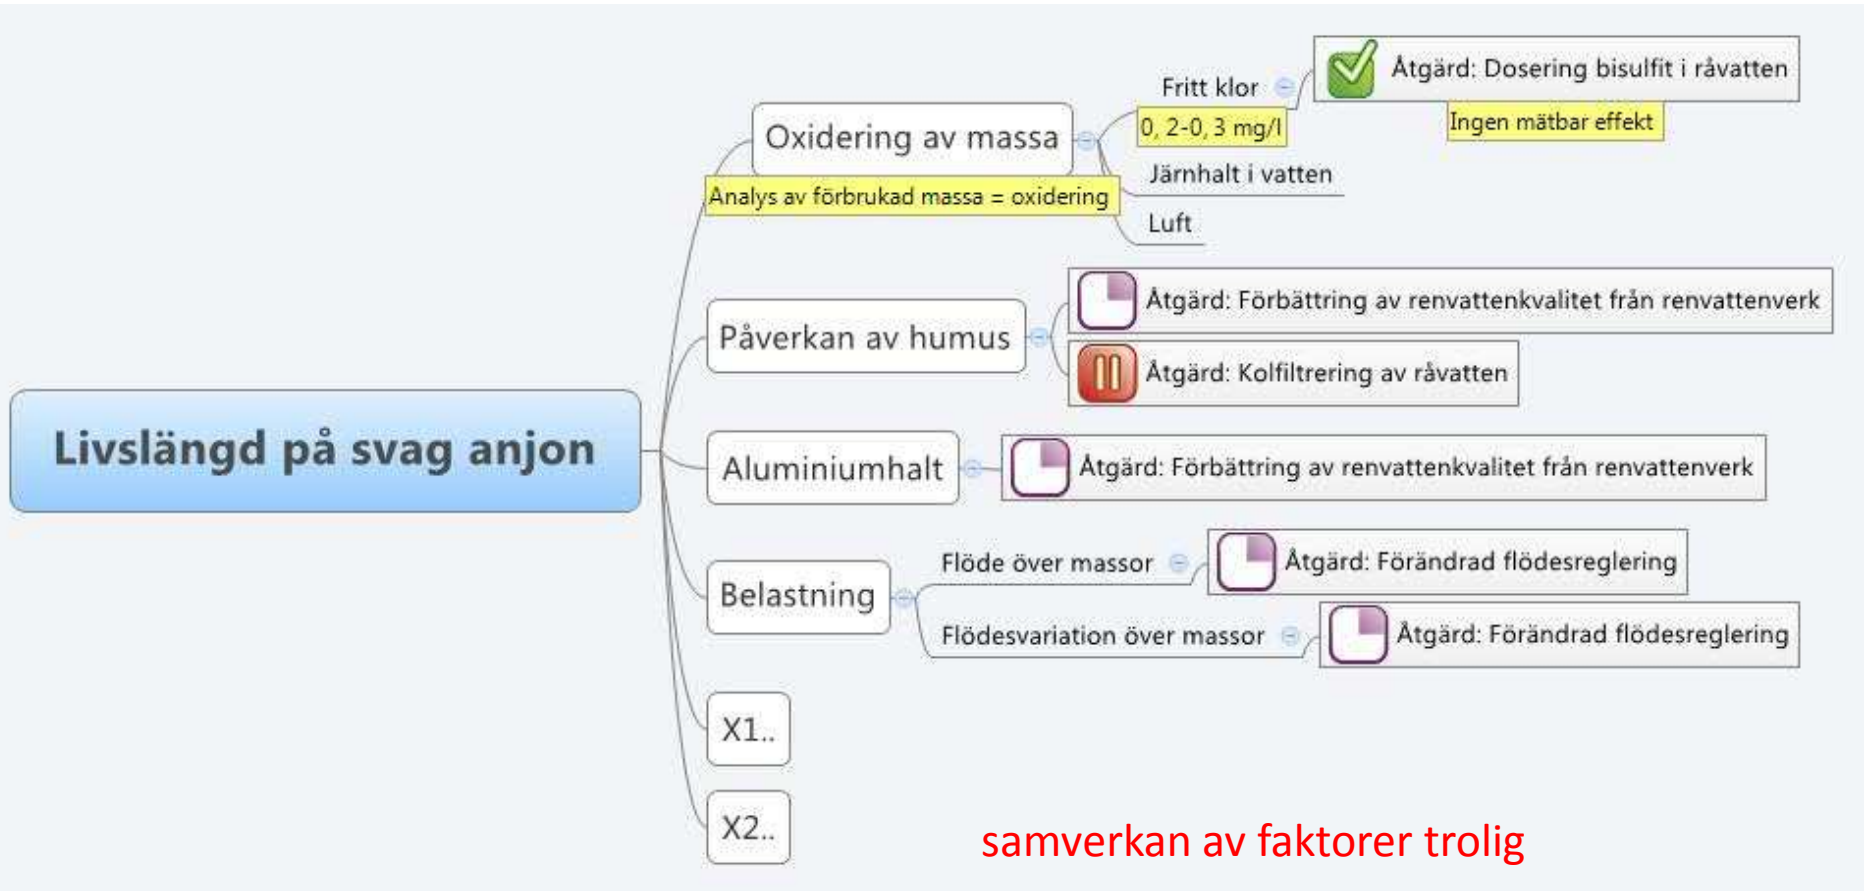 Livslängd på svag anjon
Oxidering av massa
Analys av förbrukad massa = oxidering
Fritt klor
0, 2-0, 3 mg/l
Åtgärd: Dosering bisulfit i råvatten
Ingen mätbar effekt
Järnhalt i vatten
Luft
Påverkan av humus
Åtgärd: Förbättring av renvattenkvalitet från renvattenverk
Åtgärd: Kolfiltrering av råvatten
Aluminiumhalt
Åtgärd: Förbättring av renvattenkvalitet från renvattenverk
Belastning
Flöde över massor
Åtgärd: Förändrad flödesreglering
Flödesvariation över massor
Åtgärd: Förändrad flödesreglering
X1..
X2..
samverkan av faktorer trolig